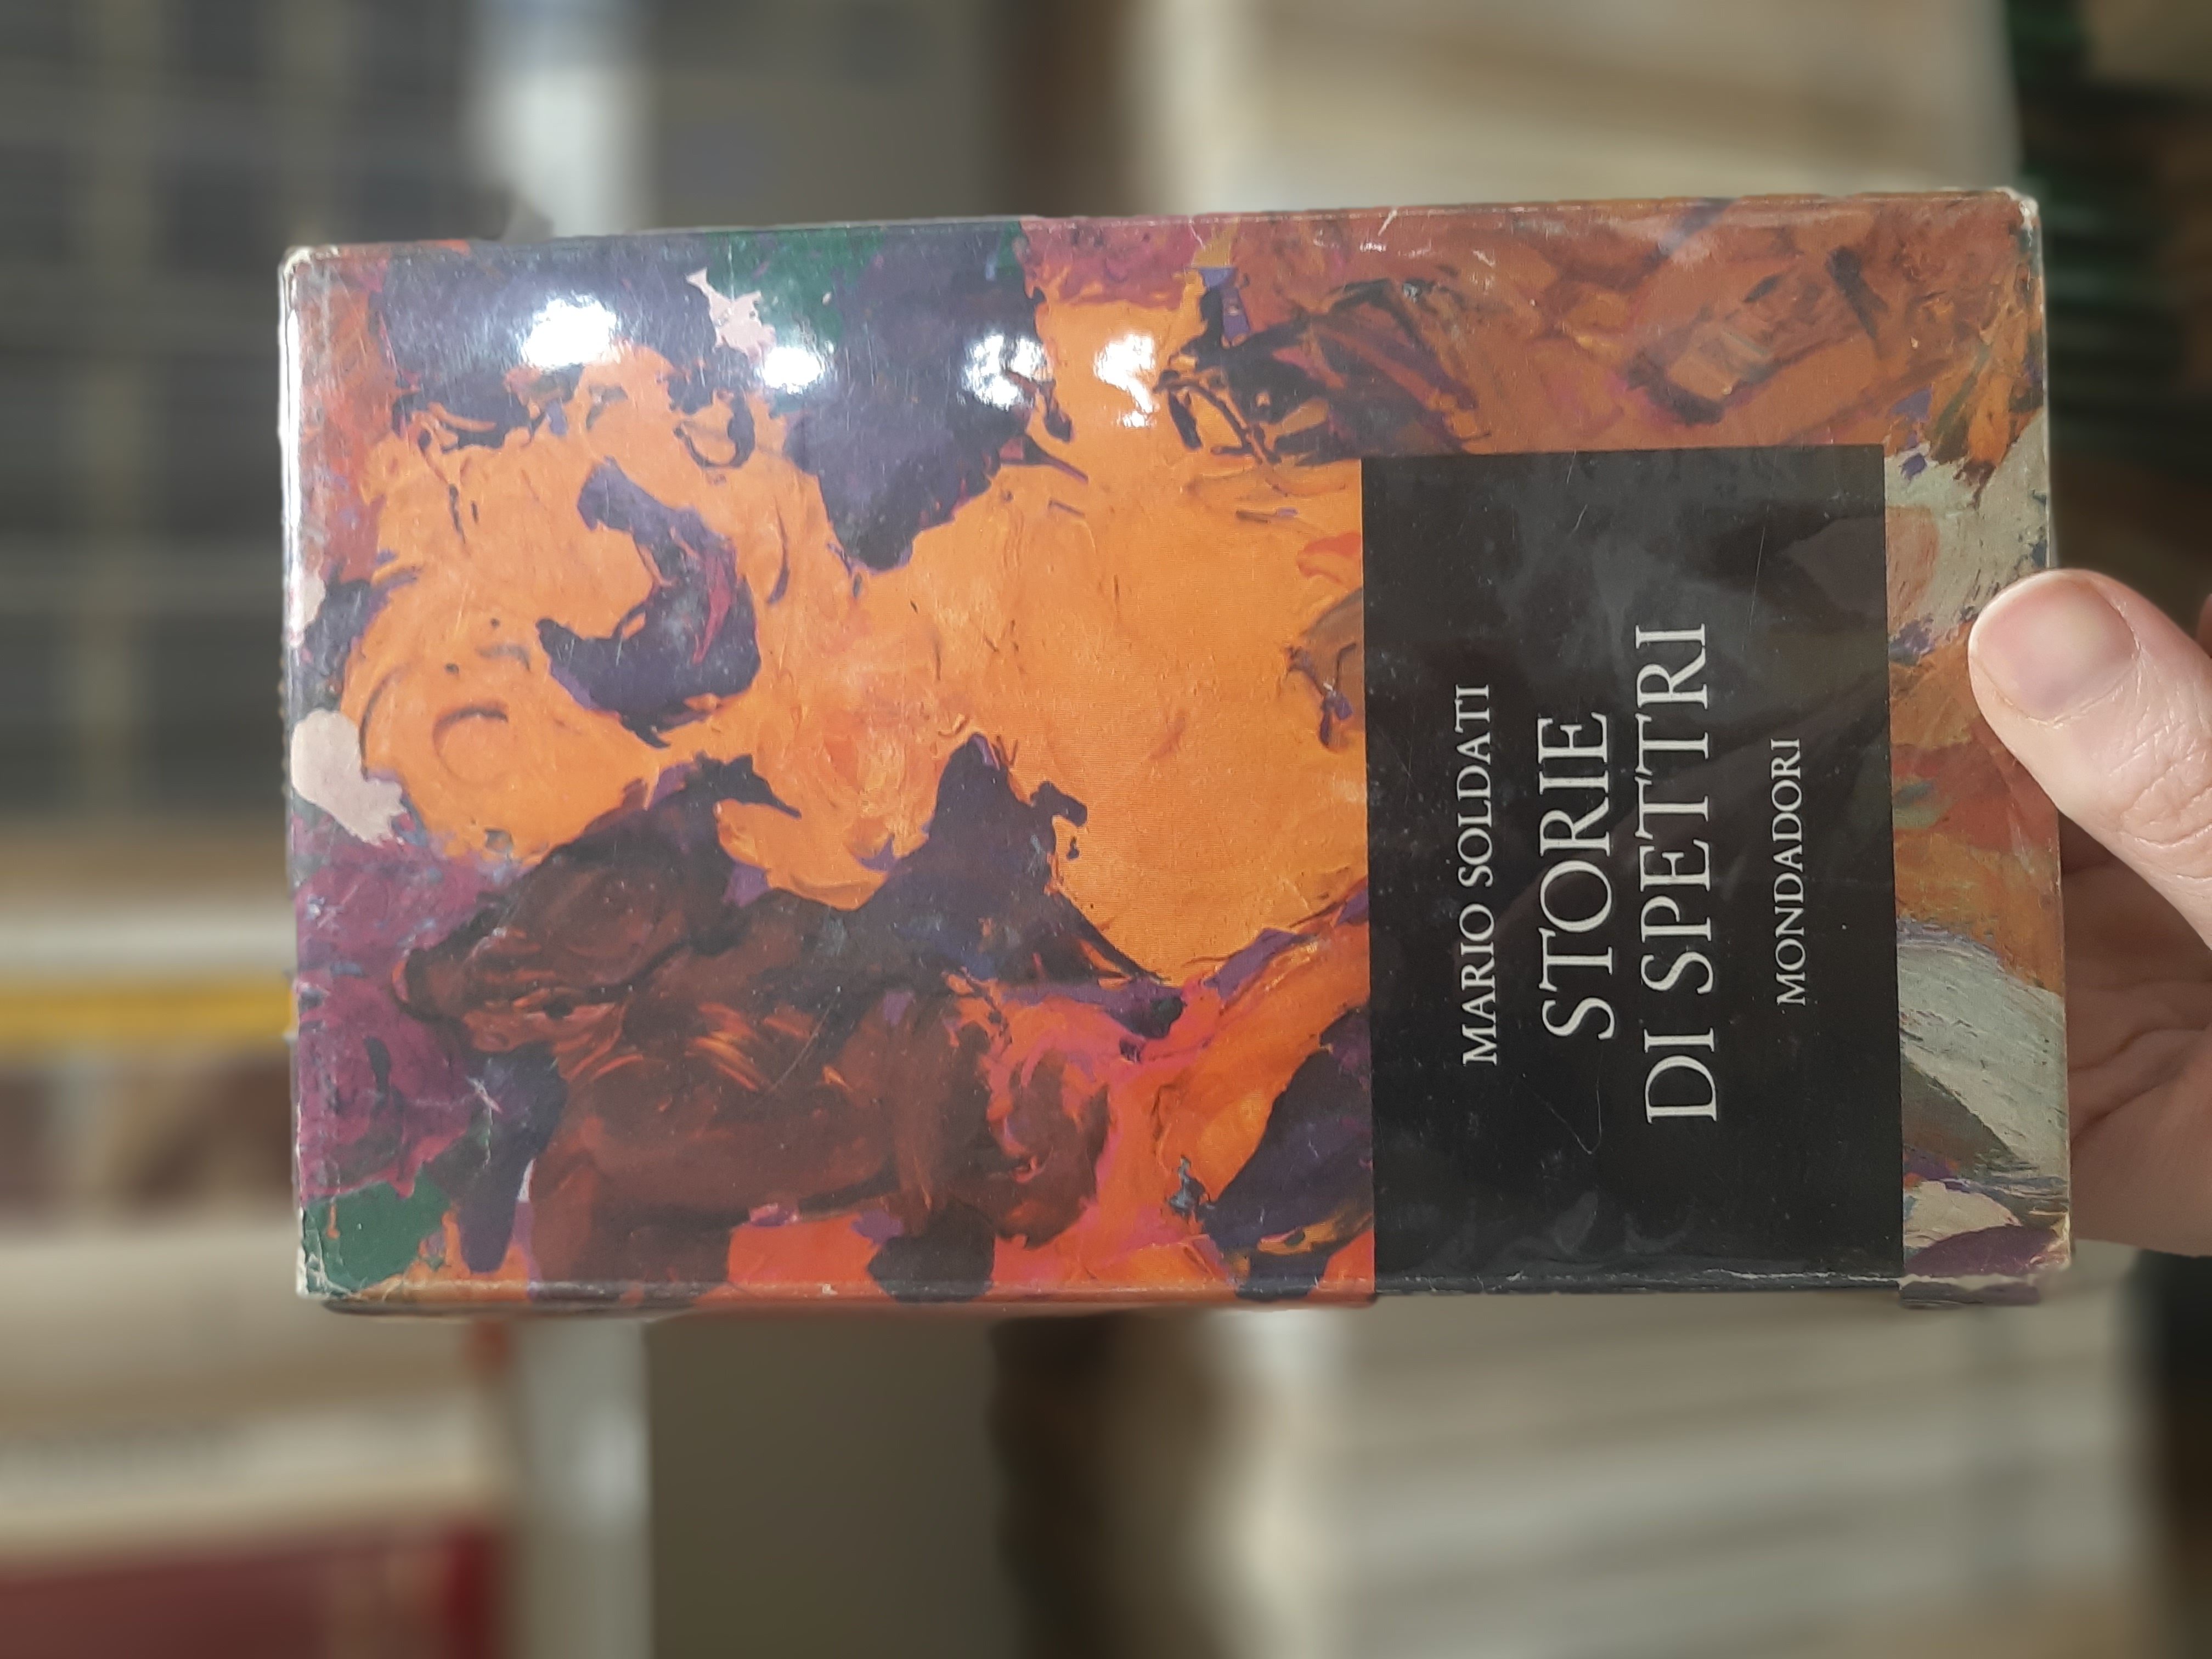 MARIO SOLDATI
STORIE
DI SPETTRI
MONDADORI